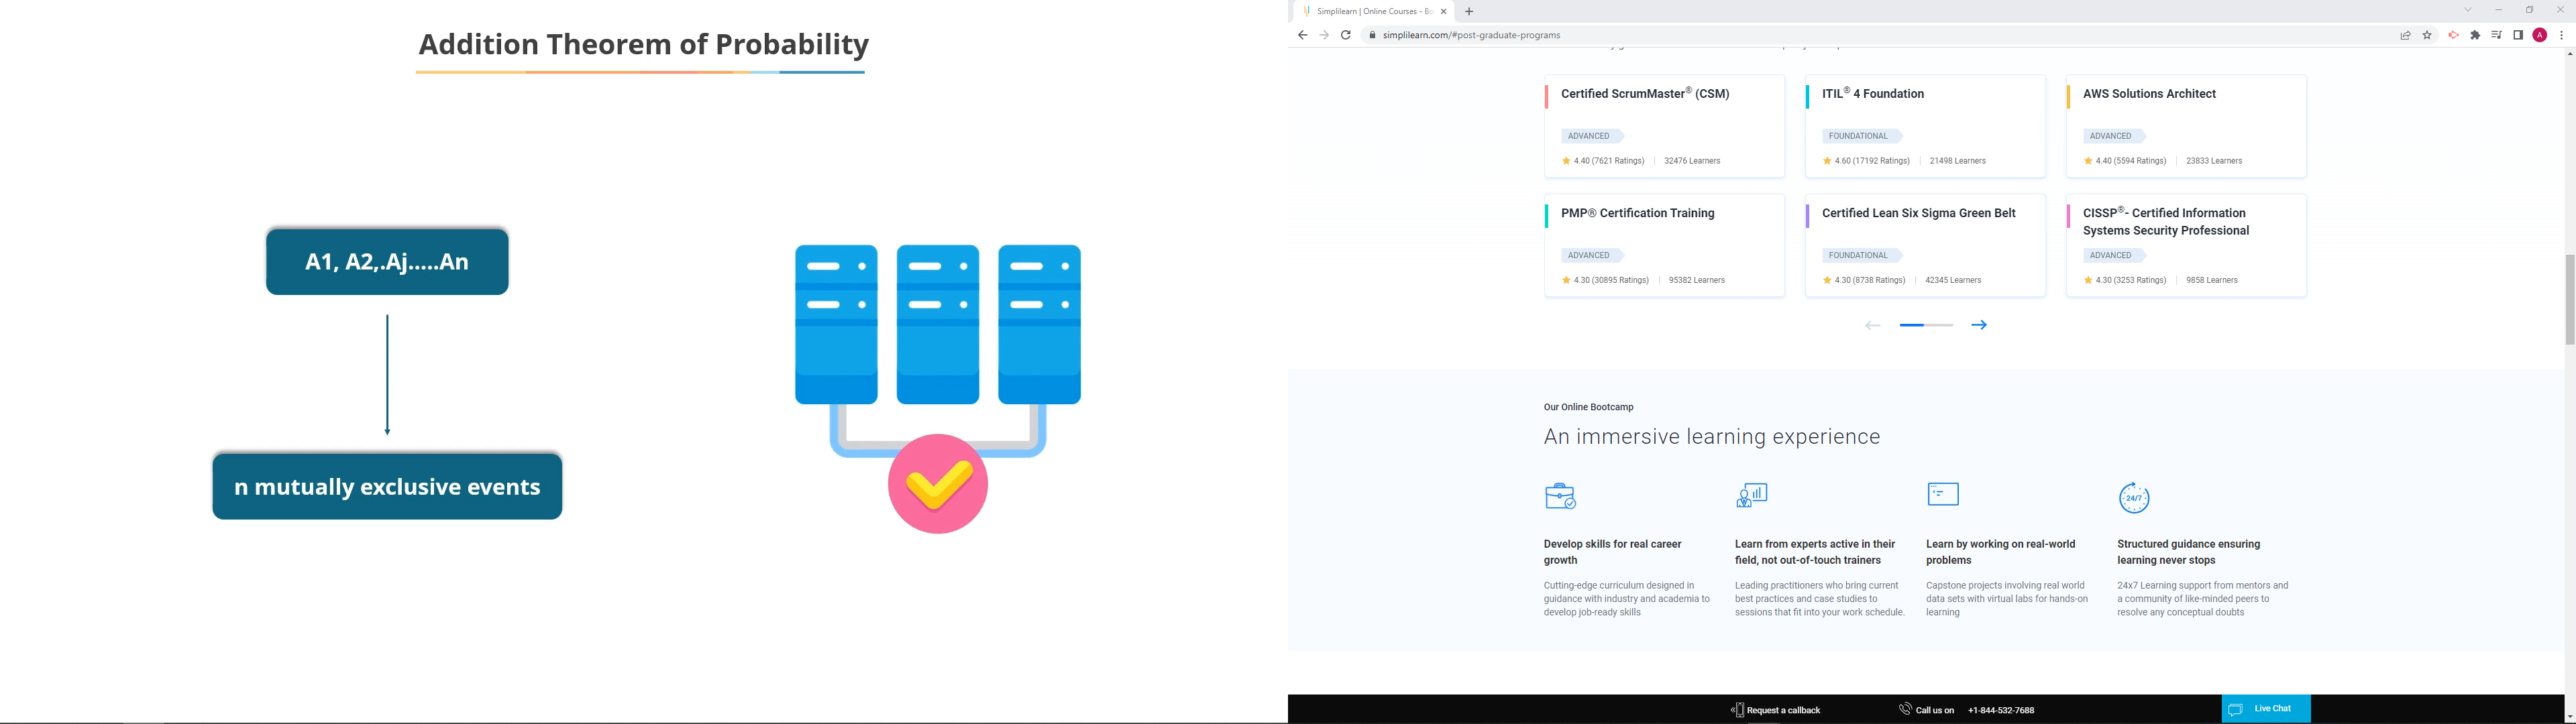 Addition Theorem of Probability
A1, A2,.Aj.....An
n mutually exclusive events
Simplilearn | Online Courses - Bo
simplilearn.com/#post-graduate-programs
A
Certified ScrumMaster® (CSM)
ADVANCED
4.40 (7621 Ratings) | 32476 Learners
ITIL® 4 Foundation
FOUNDATIONAL
4.60 (17192 Ratings) | 21498 Learners
AWS Solutions Architect
ADVANCED
4.40 (5594 Ratings) | 23833 Learners
PMP® Certification Training
ADVANCED
4.30 (30895 Ratings) | 95382 Learners
Certified Lean Six Sigma Green Belt
FOUNDATIONAL
4.30 (8738 Ratings) | 42345 Learners
CISSP®- Certified Information
Systems Security Professional
ADVANCED
4.30 (3253 Ratings) | 9858 Learners
Our Online Bootcamp
An immersive learning experience
Develop skills for real career
growth
Cutting-edge curriculum designed in
guidance with industry and academia to
develop job-ready skills
Learn from experts active in their
field, not out-of-touch trainers
Leading practitioners who bring current
best practices and case studies to
sessions that fit into your work schedule.
Learn by working on real-world
problems
Capstone projects involving real world
data sets with virtual labs for hands-on
learning
24/7
Structured guidance ensuring
learning never stops
24x7 Learning support from mentors and
a community of like-minded peers to
resolve any conceptual doubts
Request a callback
Call us on +1-844-532-7688
Live Chat